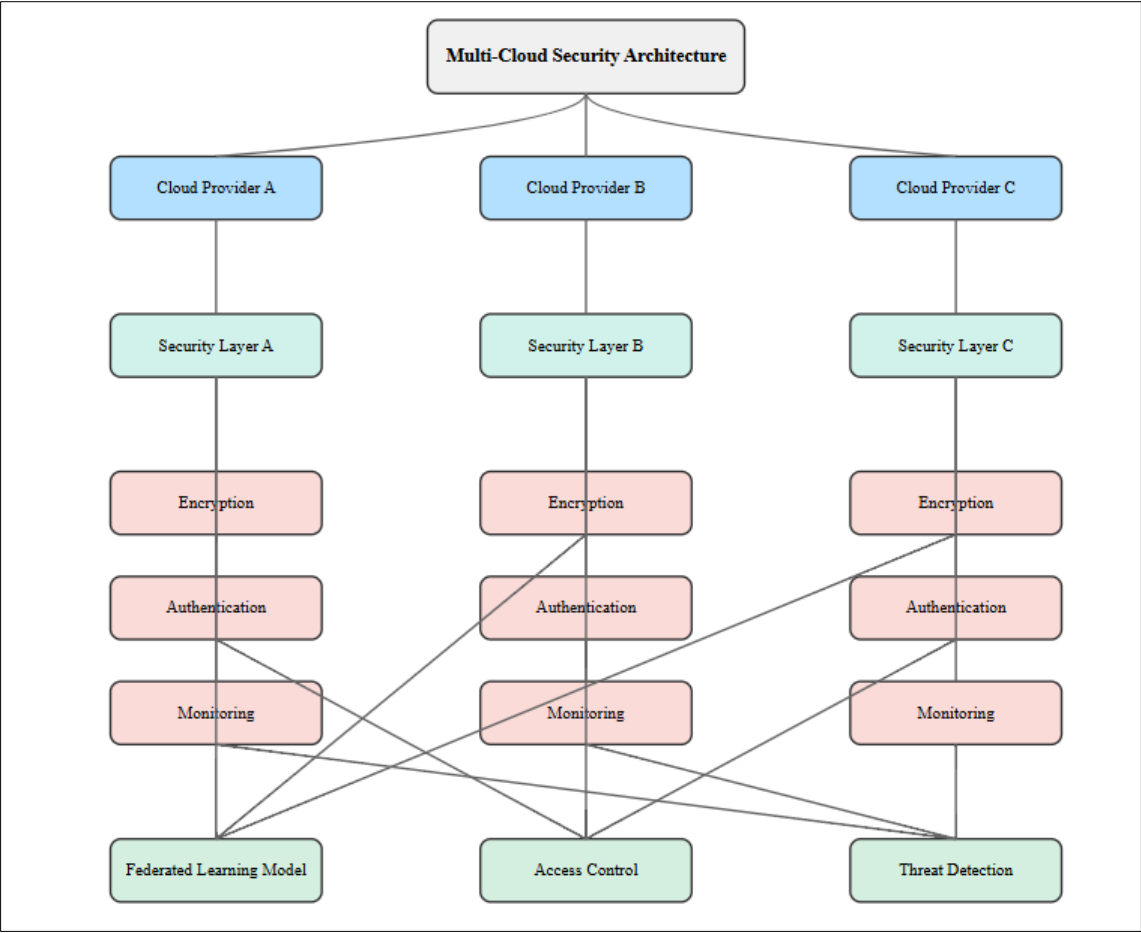 Multi-Cloud Security Architecture
Cloud Provider A
Cloud Provider B
Cloud Provider C
Security Layer A
Security Layer B
Security Layer C
Encryption
Encryption
Encryption
Authentication
Authentication
Authentication
Monitoring
Monitoring
Monitoring
Federated Learning Model
Access Control
Threat Detection